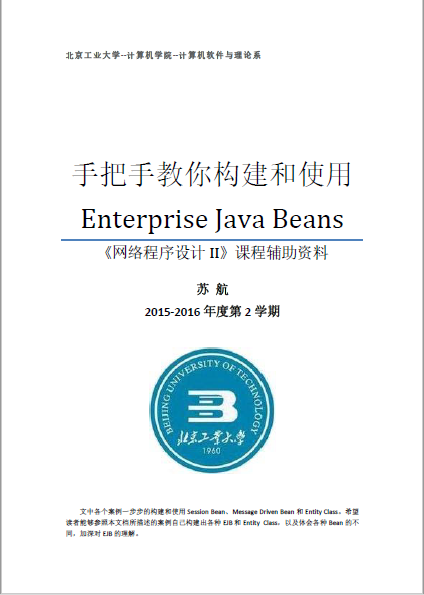 北京工业大学--计算机学院--计算机软件与理论系
手把手教你构建和使用
Enterprise Java Beans
《网络程序设计 II》课程辅助资料
苏 航
2015-2016 年度第 2 学期
BEIJING UNIVERSITY OF TECHNOLOGY
北京工业大学
1960
文中各个案例一步步的构建和使用 Session Bean、Message Driven Bean 和 Entity Class。希望
读者能够参照本文档所描述的案例自己构建出各种 EJB 和 Entity Class，以及体会各种 Bean 的不
同，加深对 EJB 的理解。